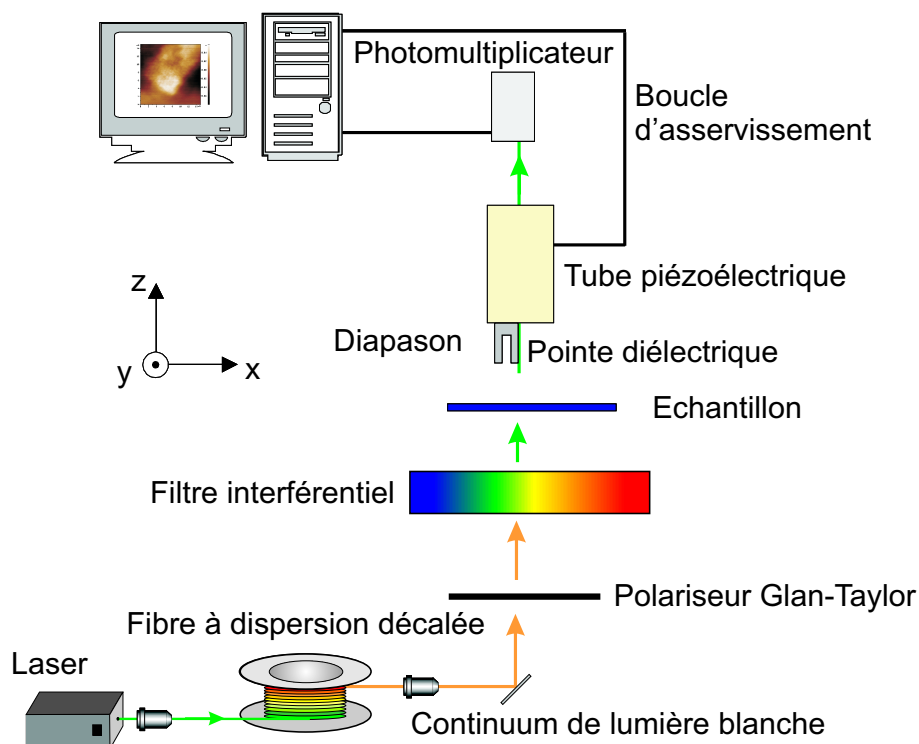 Photomultiplicateur
Boucle
d'asservissement
Tube piézoélectrique
z
y
x
Diapason
Pointe diélectrique
Echantillon
Filtre interférentiel
Polariseur Glan-Taylor
Fibre à dispersion décalée
Laser
Continuum de lumière blanche